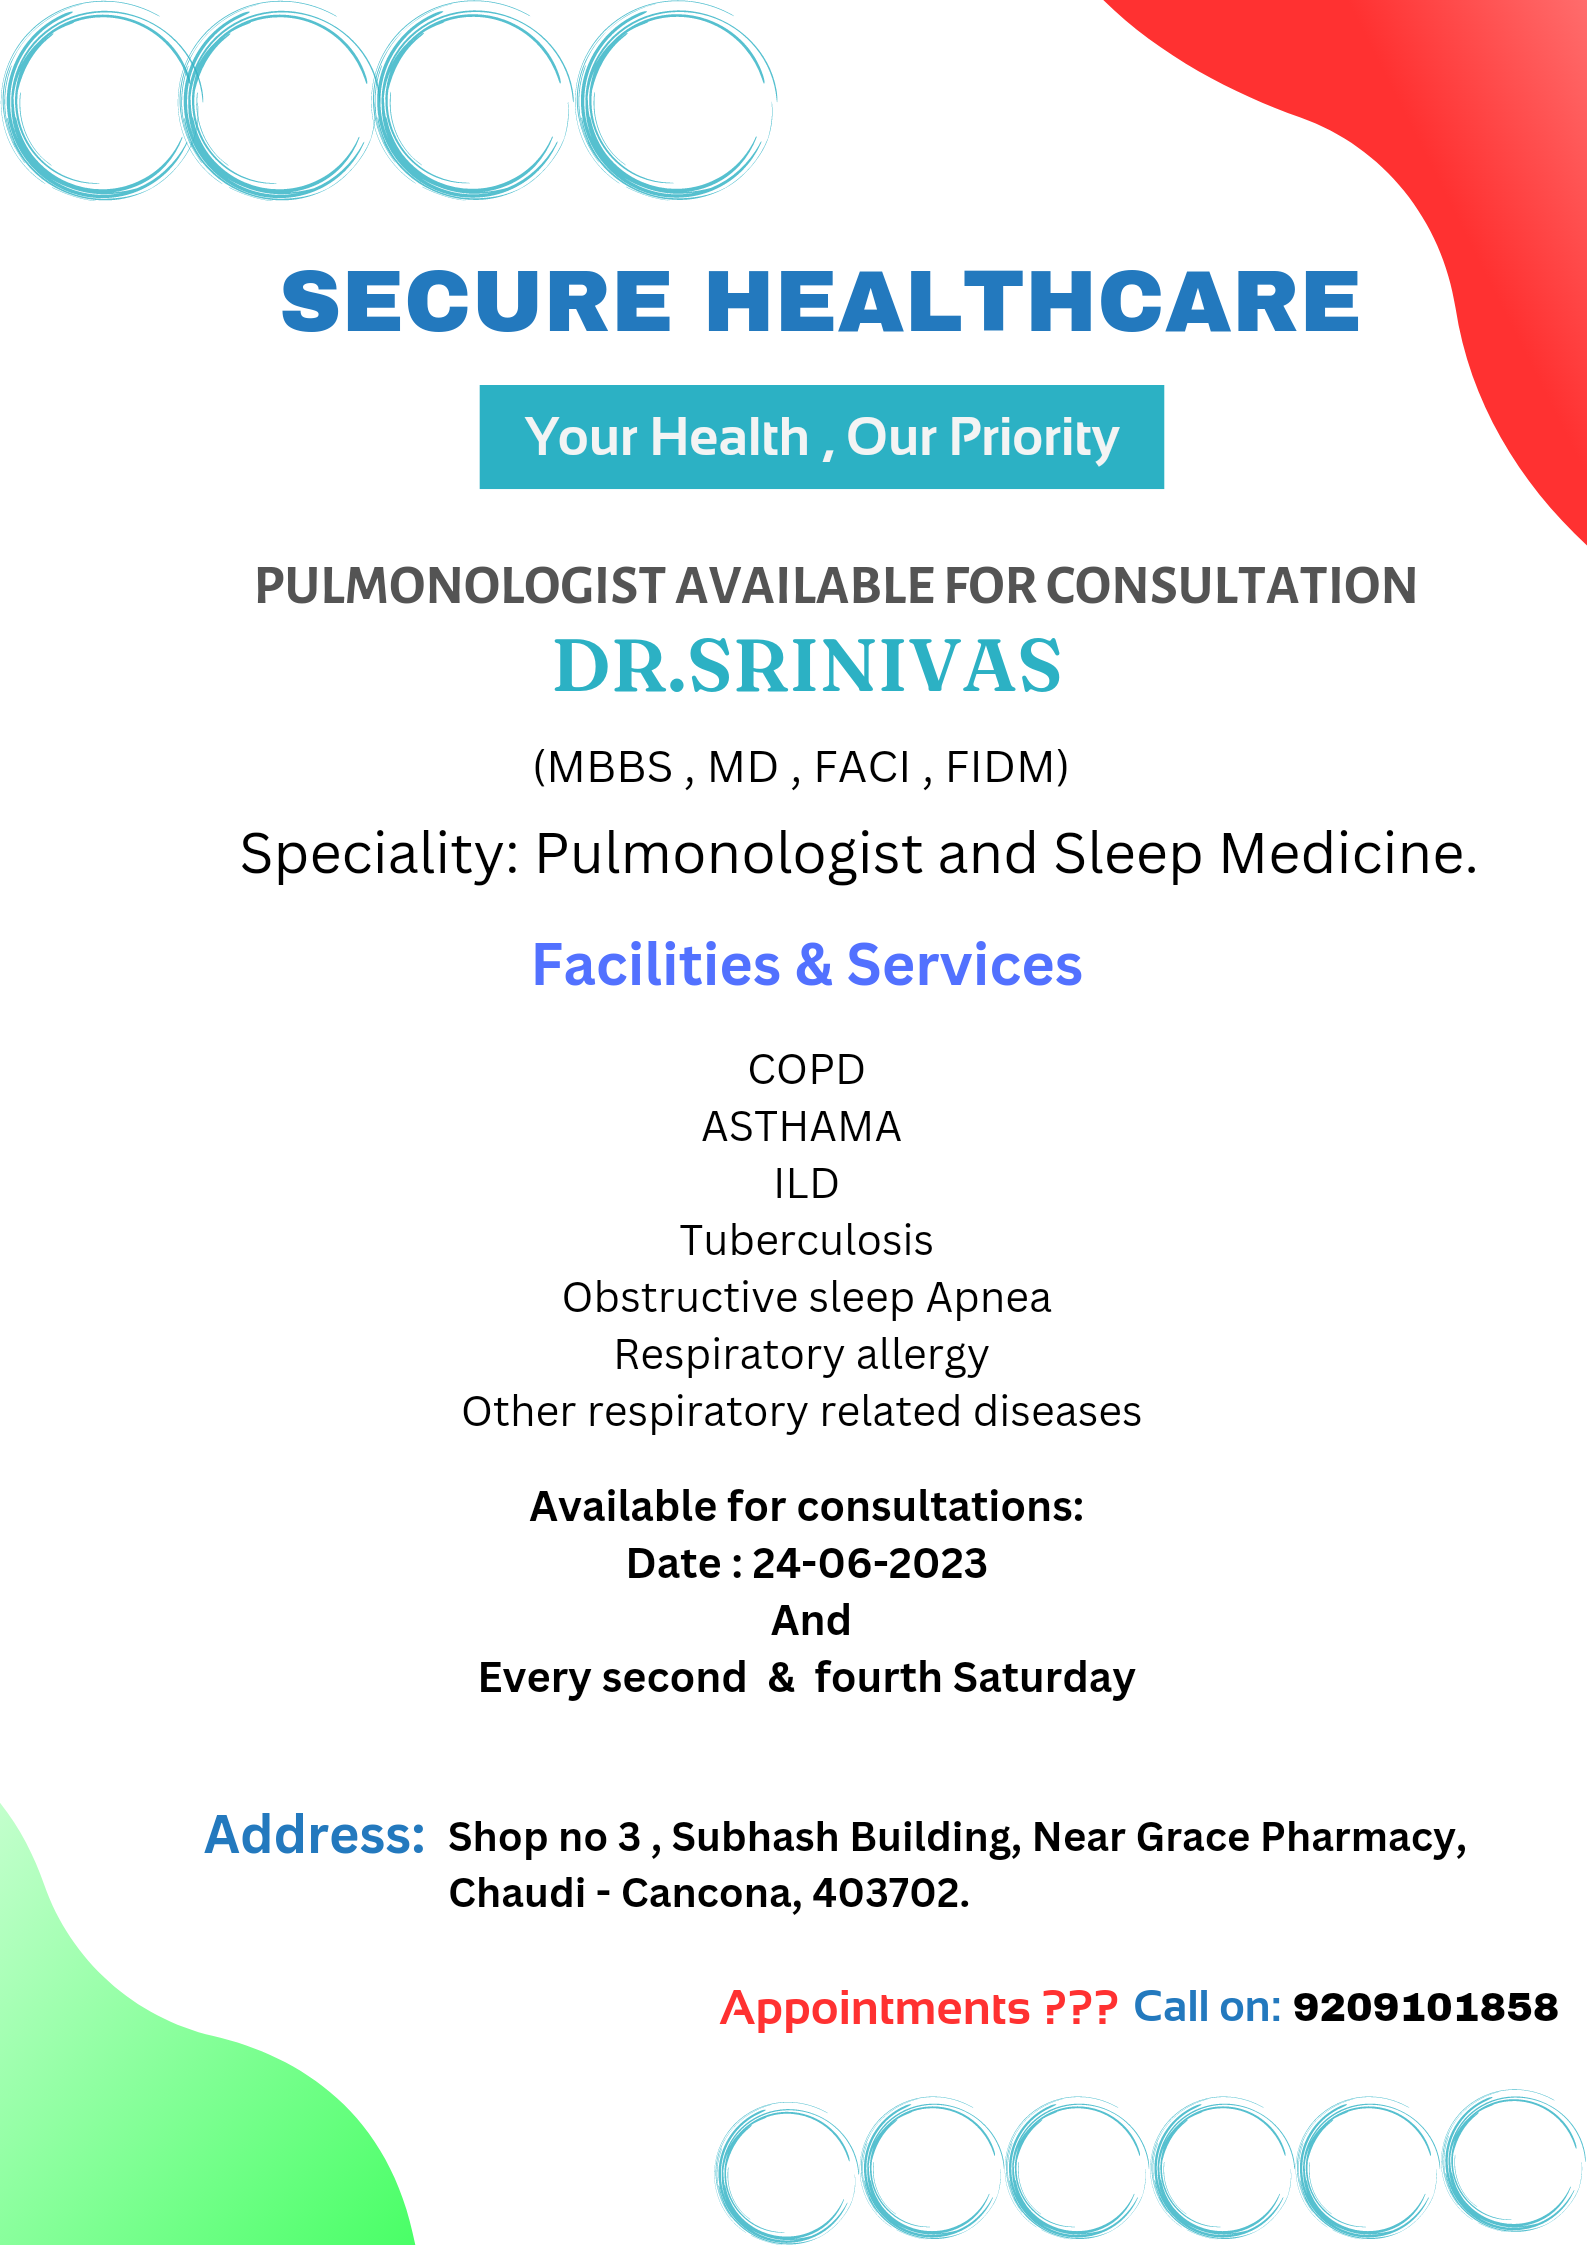 SECURE HEALTHCARE
Your Health , Our Priority
PULMONOLOGIST AVAILABLE FOR CONSULTATION
DR.SRINIVAS
(MBBS , MD , FACI , FIDM)
Speciality: Pulmonologist and Sleep Medicine.
Facilities & Services
COPD
ASTHAMA
ILD
Tuberculosis
Obstructive sleep Apnea
Respiratory allergy
Other respiratory related diseases
Available for consultations:
Date : 24-06-2023
And
Every second & fourth Saturday
Address: Shop no 3 , Subhash Building, Near Grace Pharmacy,
Chaudi - Cancona, 403702.
Appointments ??? Call on: 9209101858